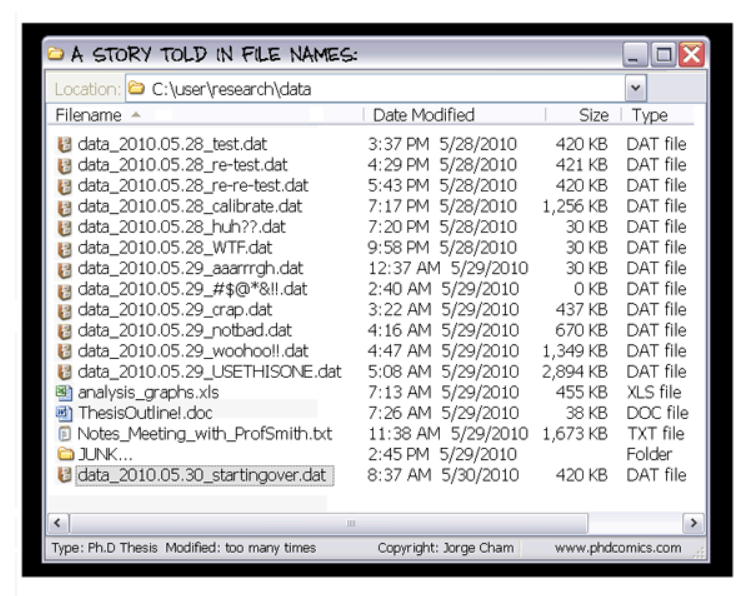 A STORY TOLD IN FILE NAMES:
Location: C:\user\research\data
Filename Date Modified Size Type
data_2010.05.28_test.dat 3:37 PM 5/28/2010 420 KB DAT file
data_2010.05.28_re-test.dat 4:29 PM 5/28/2010 421 KB DAT file
data_2010.05.28_re-re-test.dat 5:43 PM 5/28/2010 420 KB DAT file
data_2010.05.28_calibrate.dat 7:17 PM 5/28/2010 1,256 KB DAT file
data_2010.05.28_huh??.dat 7:20 PM 5/28/2010 30 KB DAT file
data_2010.05.28_WTF.dat 9:58 PM 5/28/2010 30 KB DAT file
data_2010.05.29_aaarrrgh.dat 12:37 AM 5/29/2010 30 KB DAT file
data_2010.05.29_#$@*&!!.dat 2:40 AM 5/29/2010 0 KB DAT file
data_2010.05.29_crap.dat 3:22 AM 5/29/2010 437 KB DAT file
data_2010.05.29_notbad.dat 4:16 AM 5/29/2010 670 KB DAT file
data_2010.05.29_woohoo!!.dat 4:47 AM 5/29/2010 1,349 KB DAT file
data_2010.05.29_USETHISONE.dat 5:08 AM 5/29/2010 2,894 KB DAT file
analysis_graphs.xls 7:13 AM 5/29/2010 455 KB XLS file
ThesisOutline!.doc 7:26 AM 5/29/2010 38 KB DOC file
Notes_Meeting_with_ProfSmith.txt 11:38 AM 5/29/2010 1,673 KB TXT file
JUNK... 2:45 PM 5/29/2010 Folder
data_2010.05.30_startingover.dat 8:37 AM 5/30/2010 420 KB DAT file
Type: Ph.D Thesis Modified: too many times Copyright: Jorge Cham www.phdcomics.com